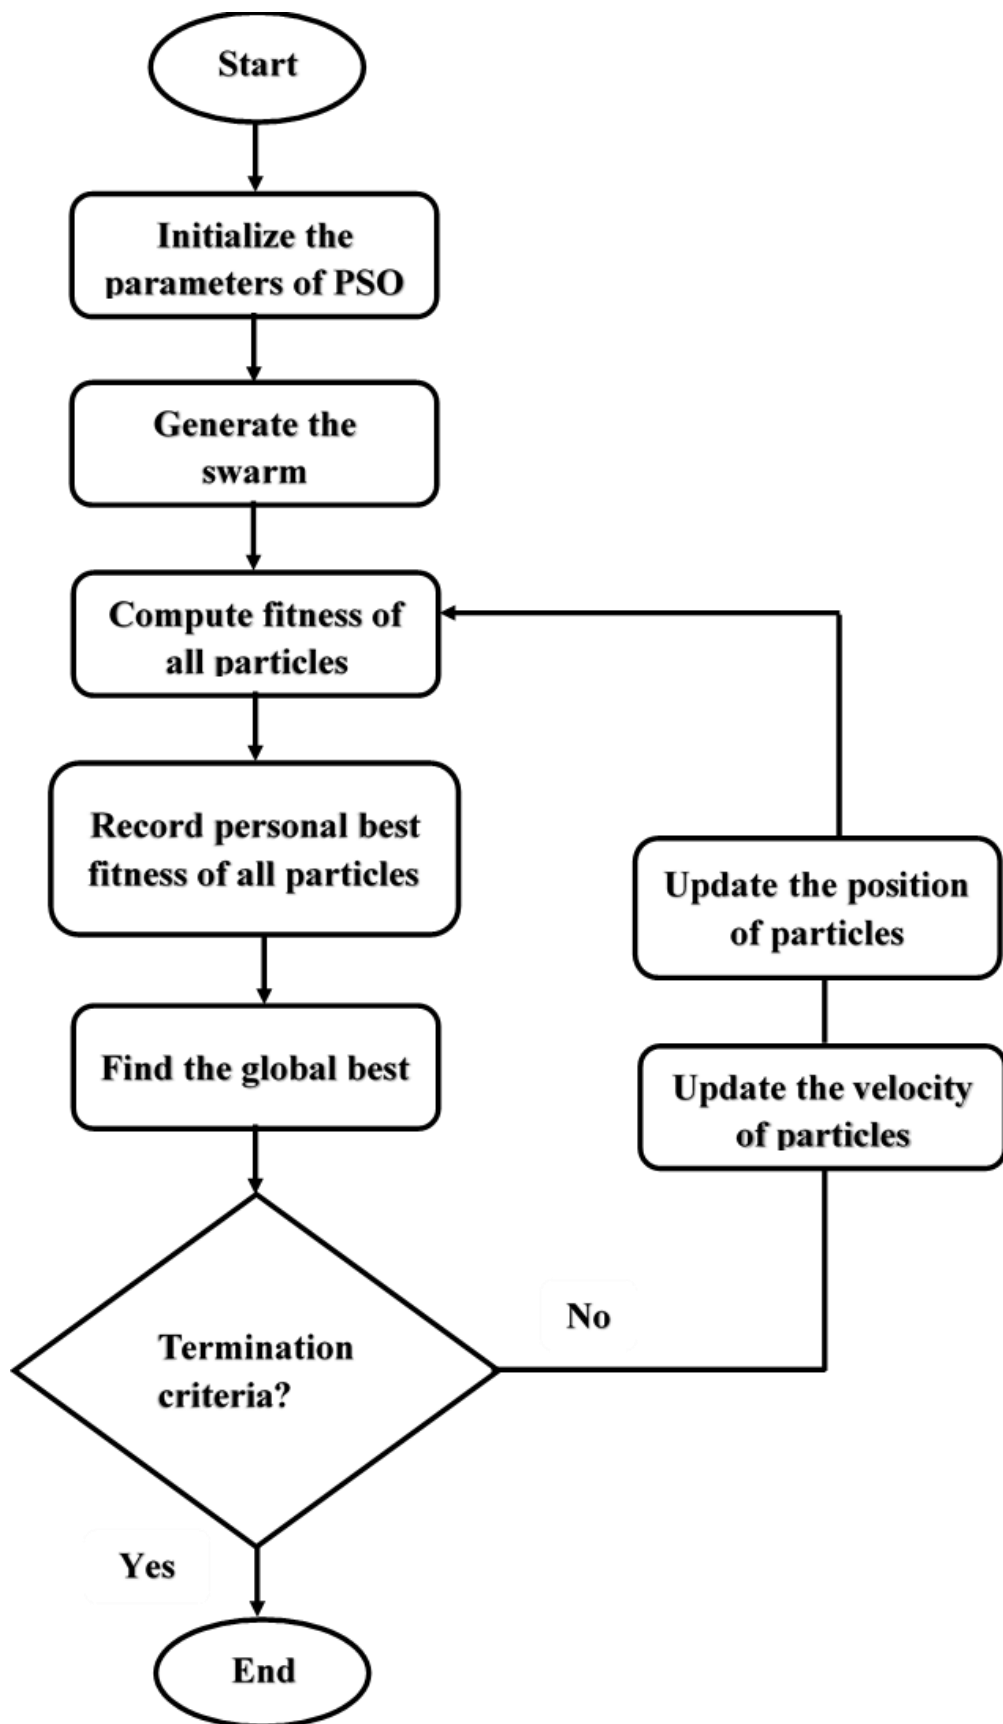 Start
Initialize the
parameters of PSO
Generate the
swarm
Compute fitness of
all particles
Record personal best
fitness of all particles
Find the global best
Termination
criteria?
No
Update the velocity
of particles
Update the position
of particles
Yes
End